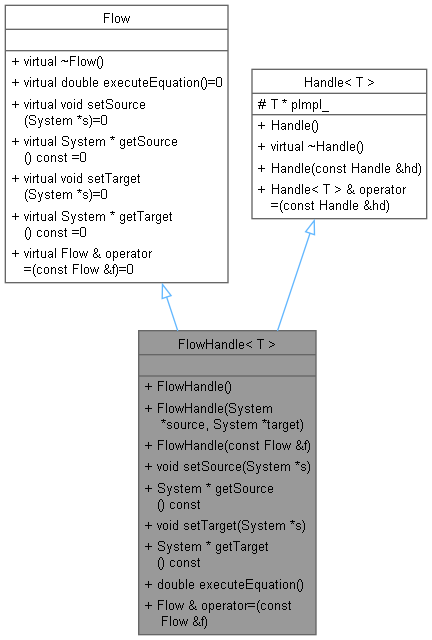 Flow
+ virtual ~Flow()
+ virtual double executeEquation()=0
+ virtual void setSource
(System *s)=0
+ virtual System * getSource
() const =0
+ virtual void setTarget
(System *s)=0
+ virtual System * getTarget
() const =0
+ virtual Flow & operator
=(const Flow &f)=0
Handle< T >
# T * pImpl_
+ Handle()
+ virtual ~Handle()
+ Handle(const Handle &hd)
+ Handle< T > & operator
=(const Handle &hd)
FlowHandle< T >
+ FlowHandle()
+ FlowHandle(System
*source, System *target)
+ FlowHandle(const Flow &f)
+ void setSource(System *s)
+ System * getSource
() const
+ void setTarget(System *s)
+ System * getTarget
() const
+ double executeEquation()
+ Flow & operator=(const
Flow &f)